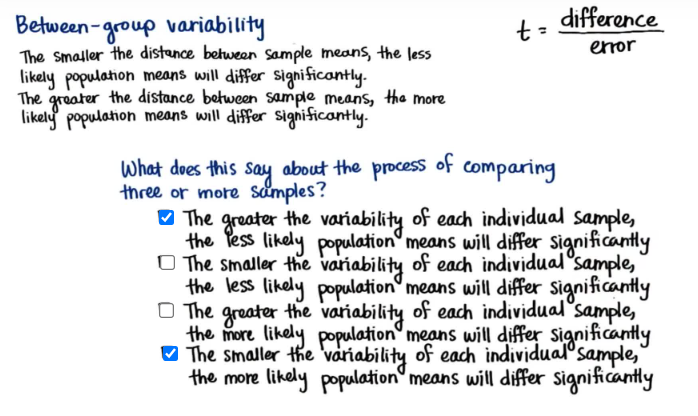 Between-group variability
The smaller the distance between sample means, the less
likely population means will differ significantly.
The greater the distance between sample means, the more
likely population means will differ significantly.
t = difference
error
What does this say about the process of comparing
three or more samples?
The greater the variability of each individual sample,
the less likely population means will differ significantly
The smaller the variability of each individual sample,
the less likely population means will differ significantly
The greater the variability of each individual sample,
the more likely population means will differ significantly
The smaller the variability of each individual sample,
the more likely population means will differ significantly